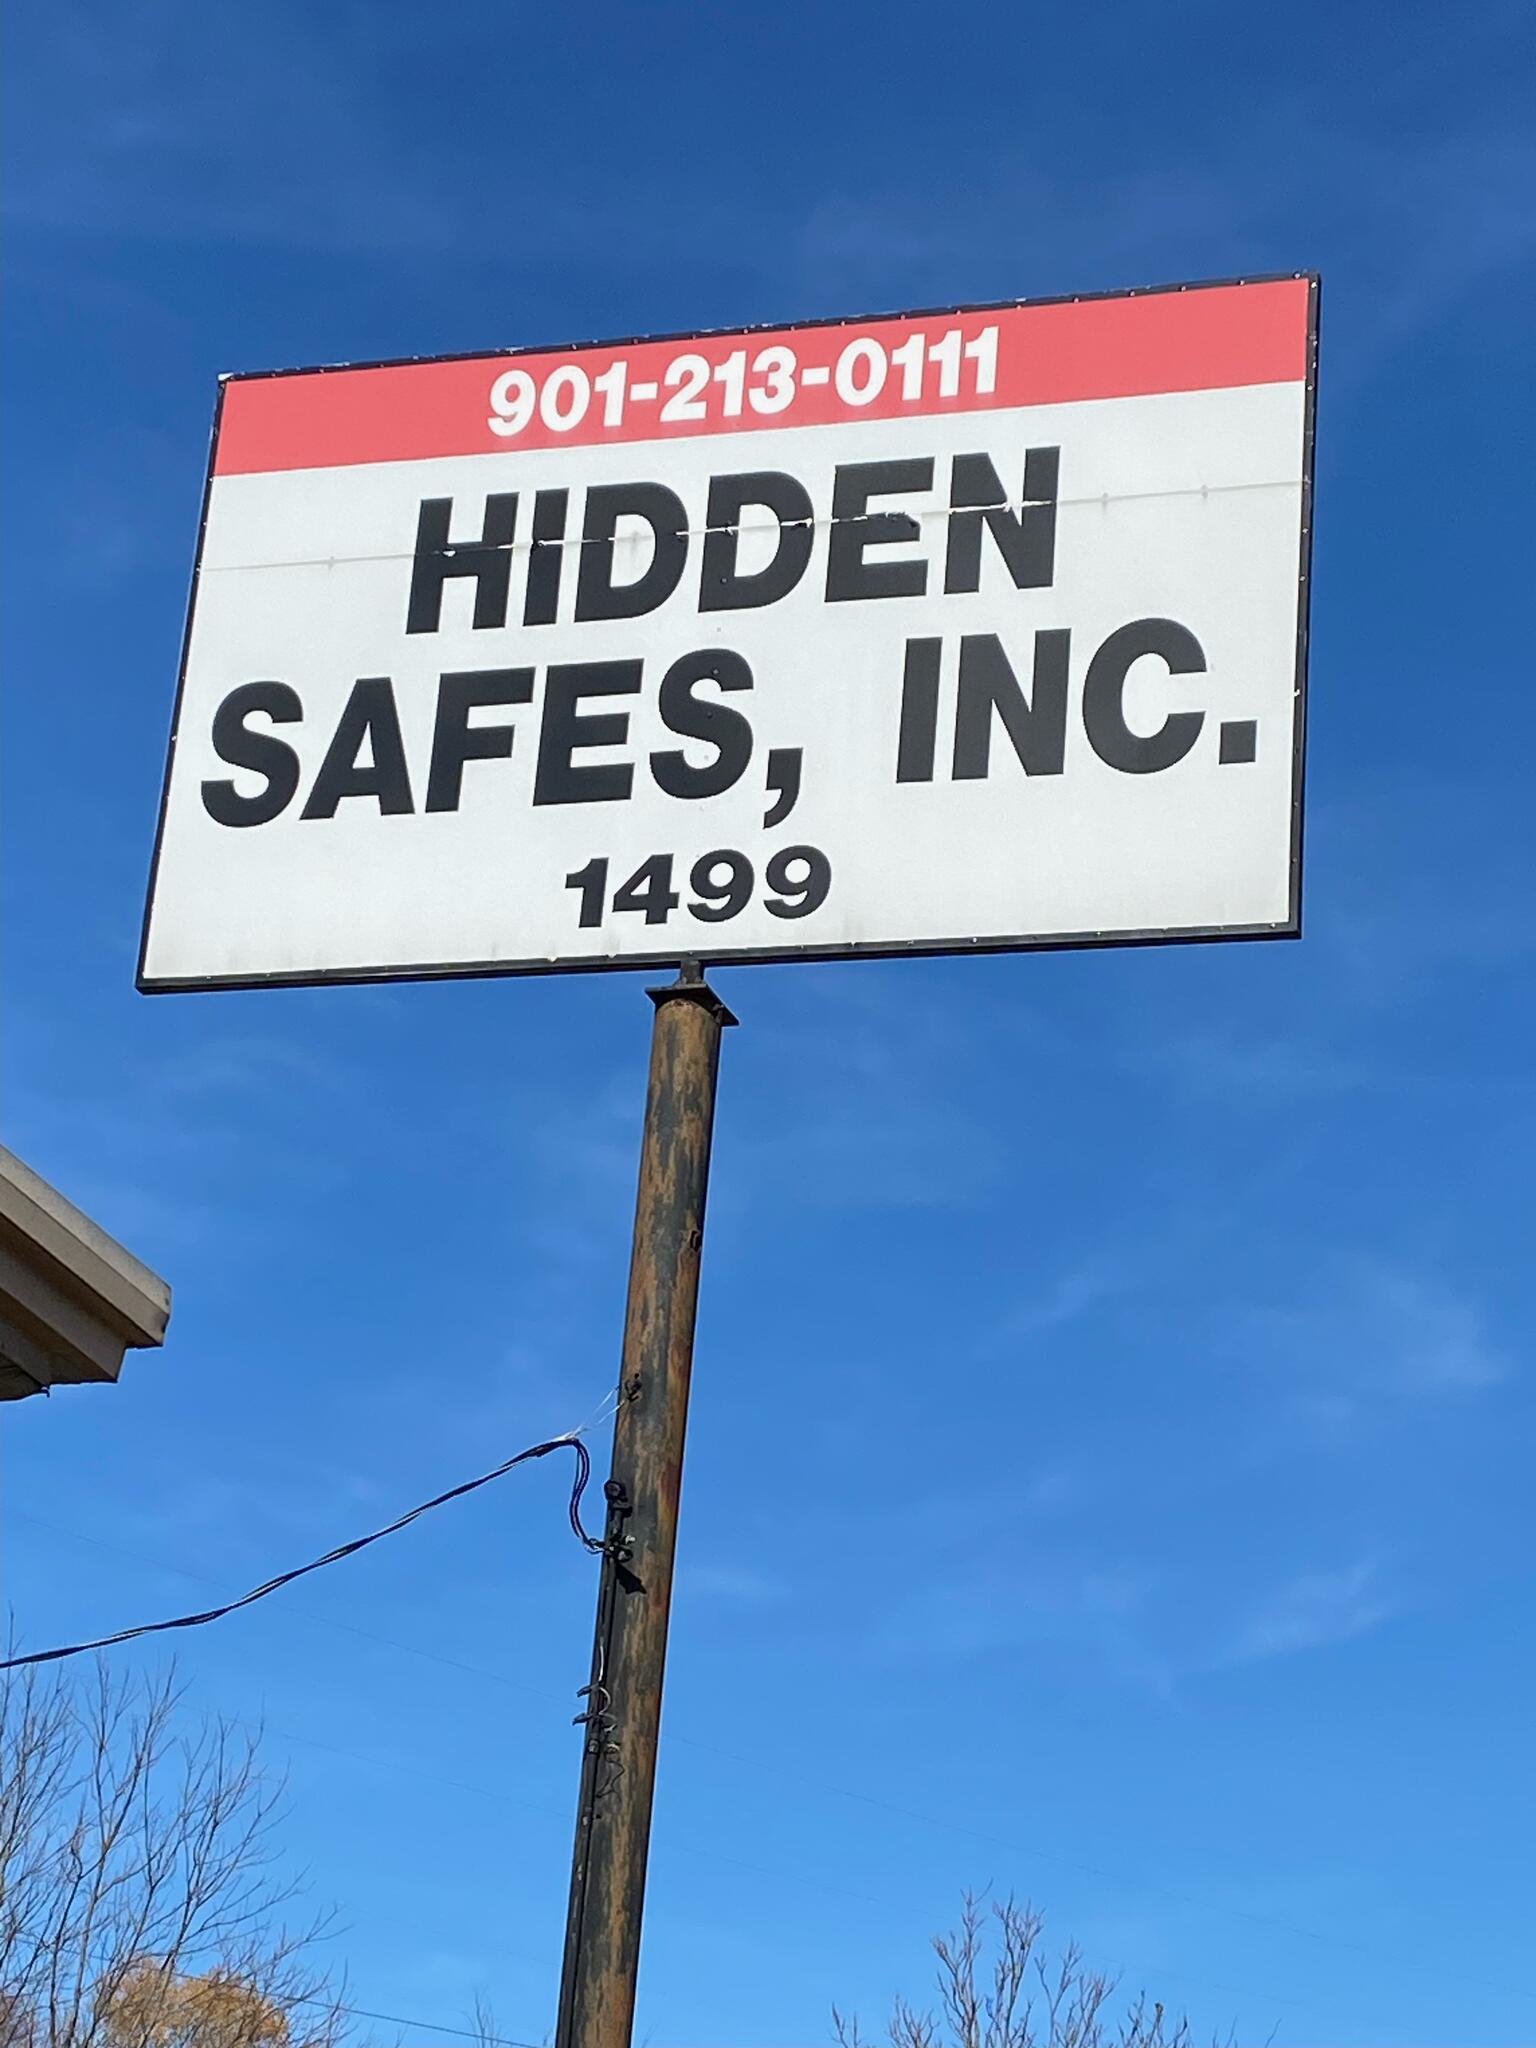 901-213-0111
HIDDEN
SAFES, INC.
1499